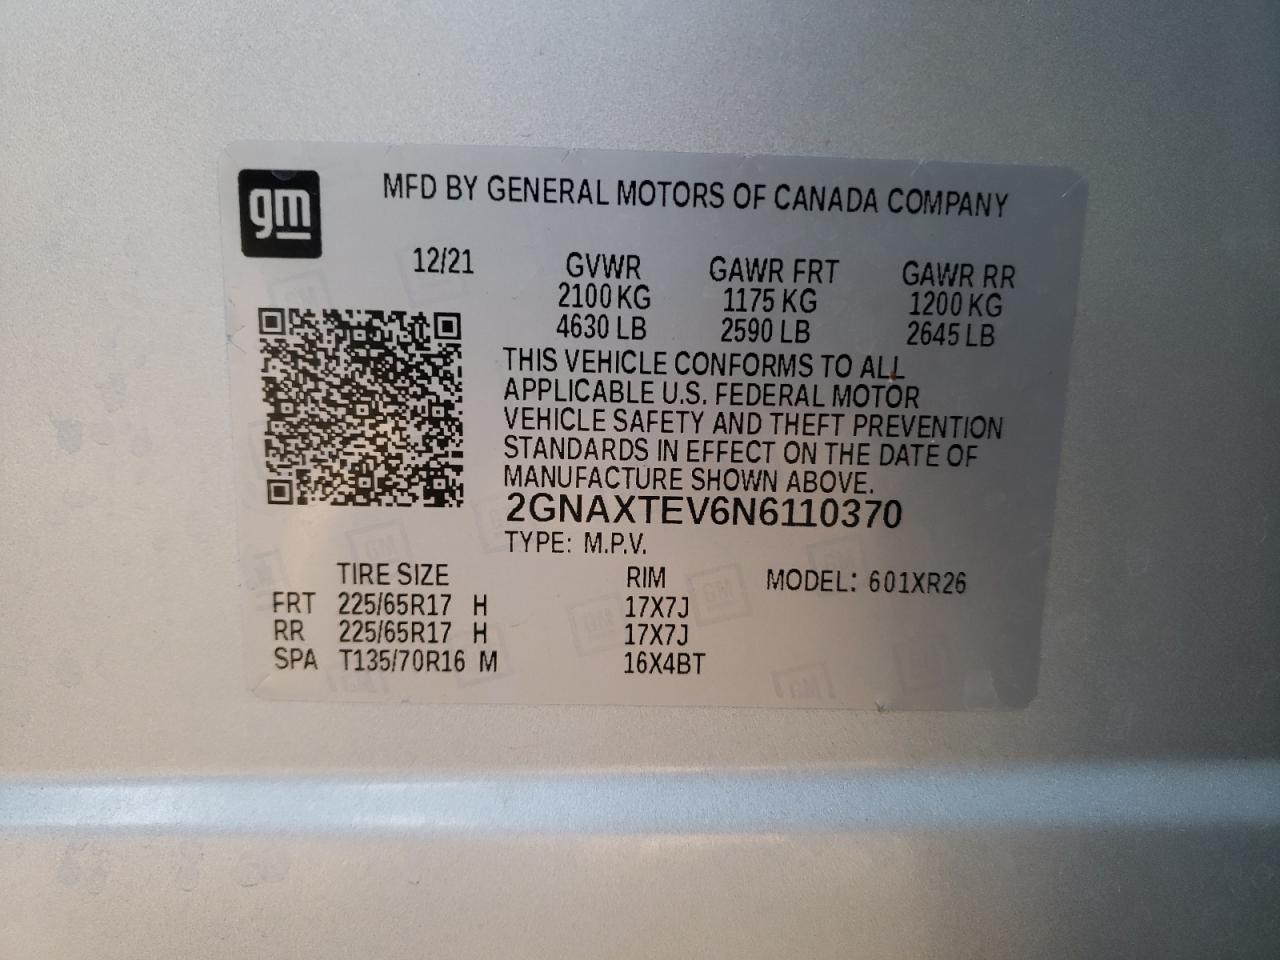 gm
MFD BY GENERAL MOTORS OF CANADA COMPANY
12/21 GVWR GAWR FRT GAWR RR
2100 KG 1175 KG 1200 KG
4630 LB 2590 LB 2645 LB
THIS VEHICLE CONFORMS TO ALL
APPLICABLE U.S. FEDERAL MOTOR
VEHICLE SAFETY AND THEFT PREVENTION
STANDARDS IN EFFECT ON THE DATE OF
MANUFACTURE SHOWN ABOVE.
2GNAXTEV6N6110370
TYPE: M.P.V.
TIRE SIZE RIM MODEL: 601XR26
FRT 225/65R17 H 17X7J
RR 225/65R17 H 17X7J
SPA T135/70R16 M 16X4BT